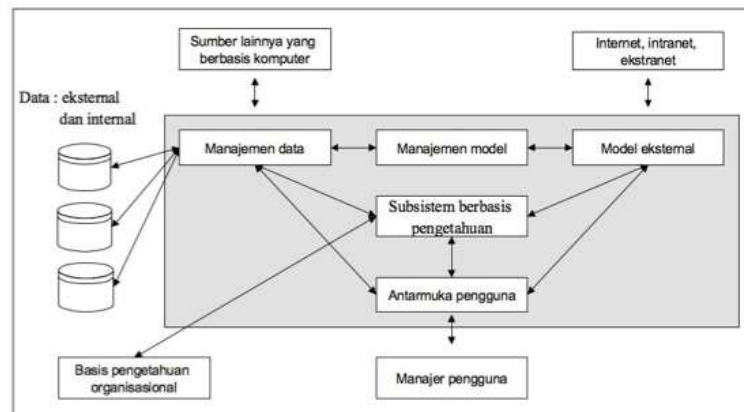 Sumber lainnya yang
berbasis komputer
Internet, intranet,
ekstranet
Data : eksternal
dan internal
Manajemen data
Manajemen model
Model eksternal
Subsistem berbasis
pengetahuan
Antarmuka pengguna
Basis pengetahuan
organisasional
Manajer pengguna